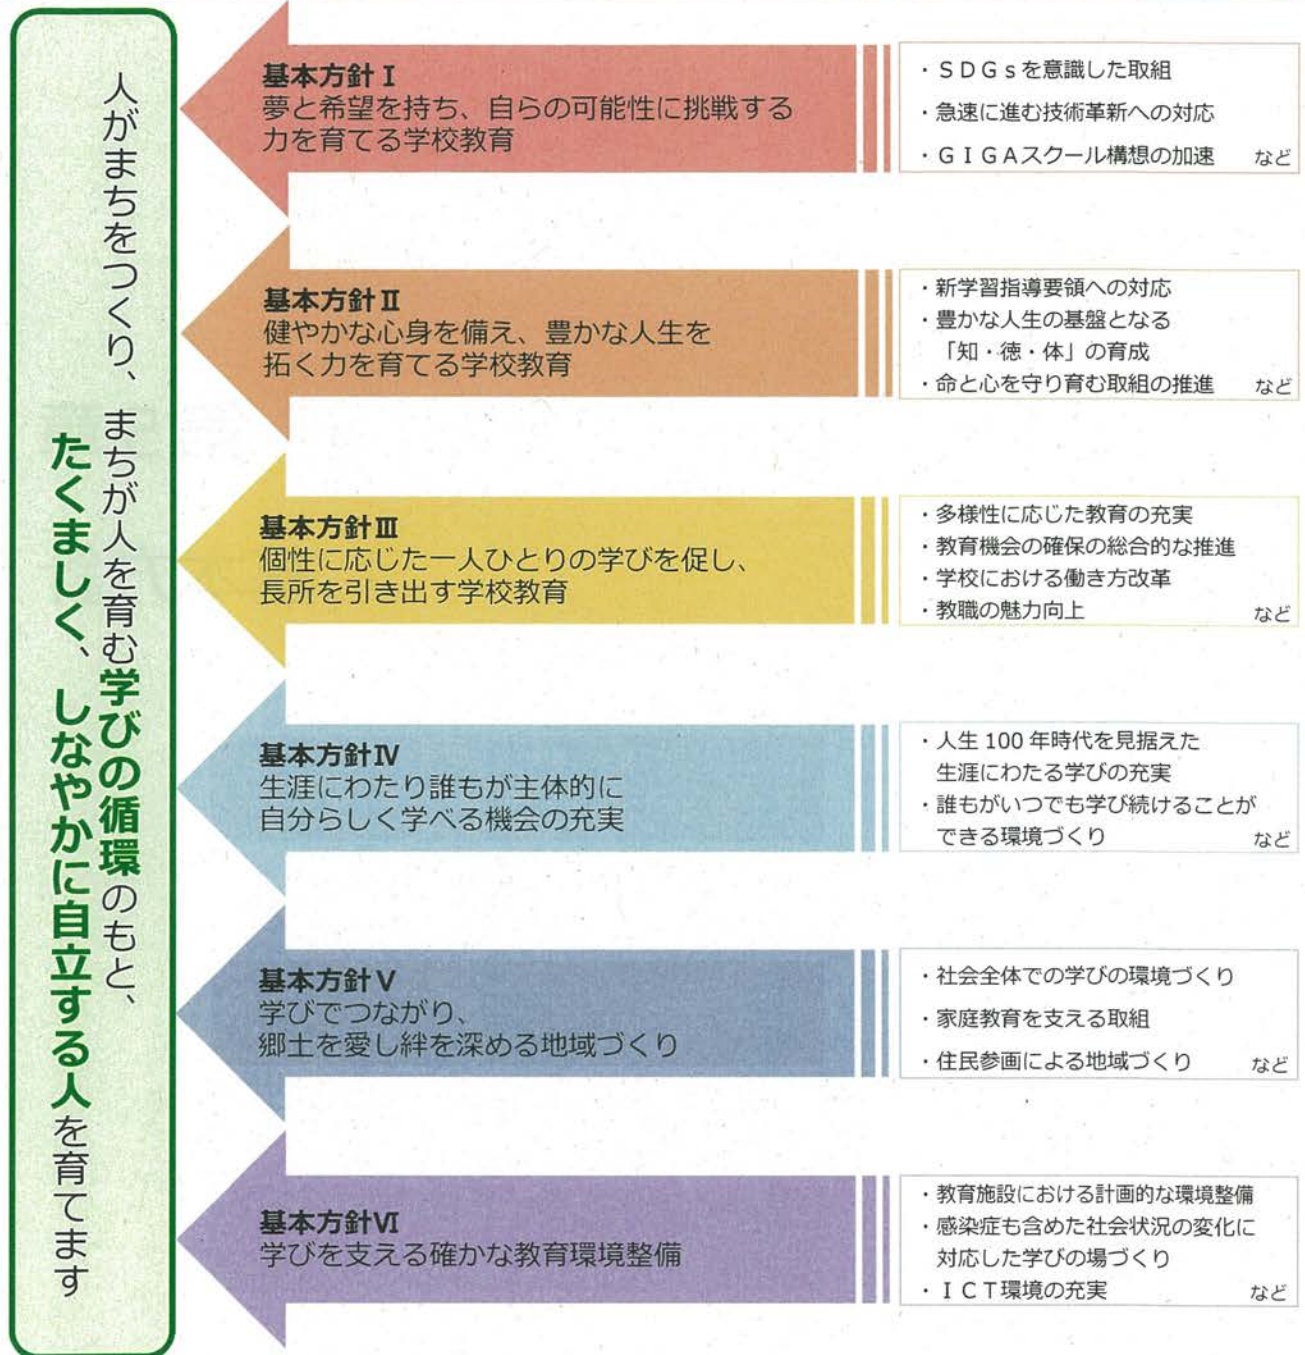 人がまちをつくり、まちが人を育む学びの循環のもと、
たくましく、しなやかに自立する人を育てます
基本方針Ⅰ
夢と希望を持ち、自らの可能性に挑戦する
力を育てる学校教育
・ＳＤＧｓを意識した取組
・急速に進む技術革新への対応
・ＧＩＧＡスクール構想の加速 など
基本方針Ⅱ
健やかな心身を備え、豊かな人生を
拓く力を育てる学校教育
・新学習指導要領への対応
・豊かな人生の基盤となる
「知・徳・体」の育成
・命と心を守り育む取組の推進 など
基本方針Ⅲ
個性に応じた一人ひとりの学びを促し、
長所を引き出す学校教育
・多様性に応じた教育の充実
・教育機会の確保の総合的な推進
・学校における働き方改革
・教職の魅力向上 など
基本方針Ⅳ
生涯にわたり誰もが主体的に
自分らしく学べる機会の充実
・人生 100 年時代を見据えた
生涯にわたる学びの充実
・誰もがいつでも学び続けることが
できる環境づくり など
基本方針Ⅴ
学びでつながり、
郷土を愛し絆を深める地域づくり
・社会全体での学びの環境づくり
・家庭教育を支える取組
・住民参画による地域づくり など
基本方針Ⅵ
学びを支える確かな教育環境整備
・教育施設における計画的な環境整備
・感染症も含めた社会状況の変化に
対応した学びの場づくり
・ＩＣＴ環境の充実 など